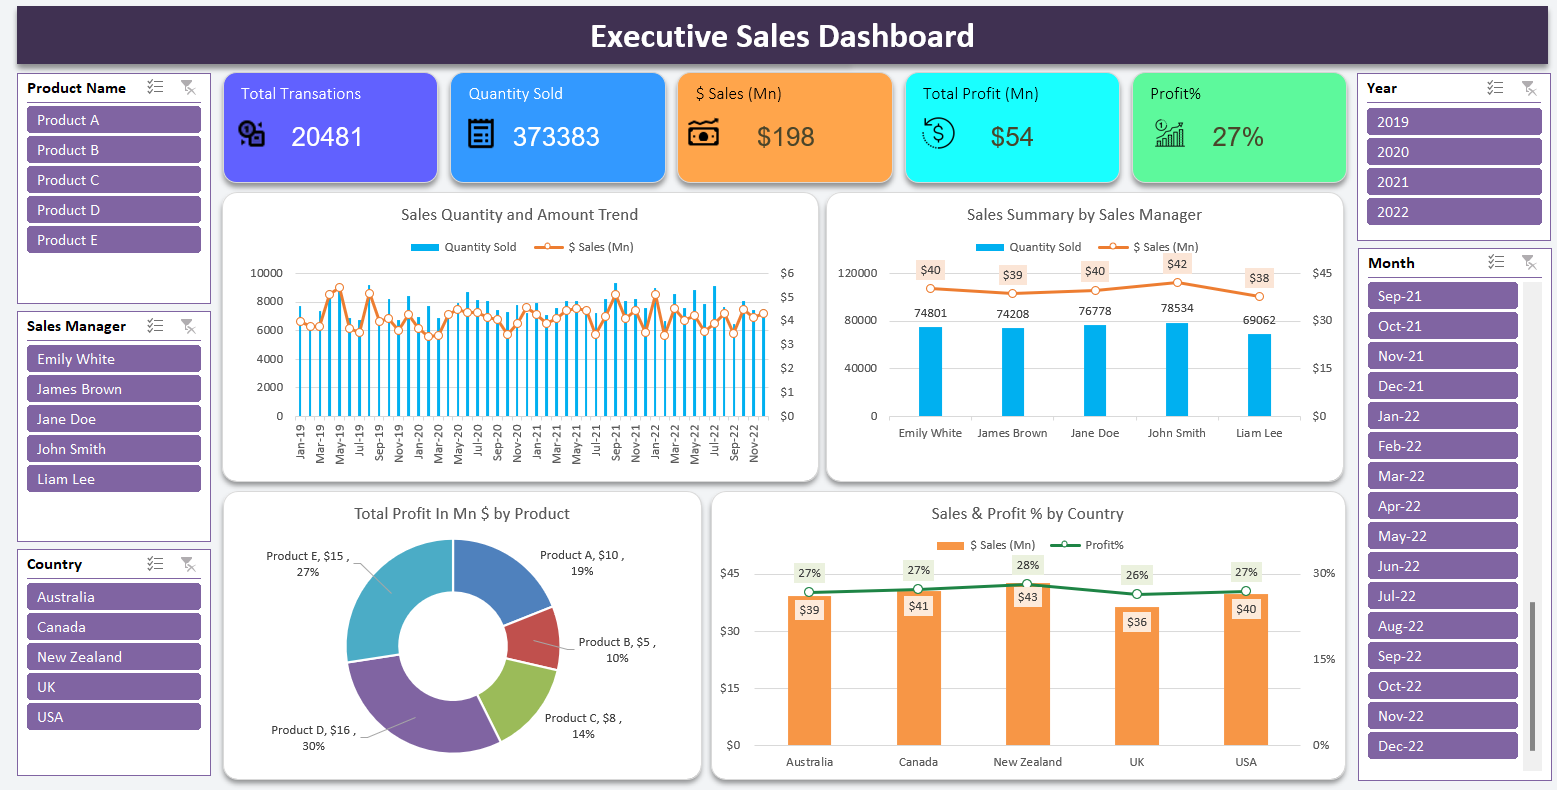 Executive Sales Dashboard
Product Name
Product A
Product B
Product C
Product D
Product E
Sales Manager
Emily White
James Brown
Jane Doe
John Smith
Liam Lee
Country
Australia
Canada
New Zealand
UK
USA
Total Transations
20481
Quantity Sold
373383
$ Sales (Mn)
$198
Total Profit (Mn)
$54
Profit%
27%
Sales Quantity and Amount Trend
Quantity Sold
$ Sales (Mn)
10000
8000
6000
4000
2000
0
$6
$5
$4
$3
$2
$1
$0
Jan-19
Mar-19
May-19
Jul-19
Sep-19
Nov-19
Jan-20
Mar-20
May-20
Jul-20
Sep-20
Nov-20
Jan-21
Mar-21
May-21
Jul-21
Sep-21
Nov-21
Jan-22
Mar-22
May-22
Jul-22
Sep-22
Nov-22
Sales Summary by Sales Manager
Quantity Sold
$ Sales (Mn)
120000
80000
40000
0
$45
$30
$15
$0
$40
$39
$40
$42
$38
74801
74208
76778
78534
69062
Emily White
James Brown
Jane Doe
John Smith
Liam Lee
Total Profit In Mn $ by Product
Product E, $15 ,
27%
Product A, $10 ,
19%
Product B, $5 ,
10%
Product C, $8 ,
14%
Product D, $16 ,
30%
Sales & Profit % by Country
$ Sales (Mn)
Profit%
$45
$30
$15
$0
30%
15%
0%
27%
27%
28%
26%
27%
$39
$41
$43
$36
$40
Australia
Canada
New Zealand
UK
USA
Year
2019
2020
2021
2022
Month
Sep-21
Oct-21
Nov-21
Dec-21
Jan-22
Feb-22
Mar-22
Apr-22
May-22
Jun-22
Jul-22
Aug-22
Sep-22
Oct-22
Nov-22
Dec-22